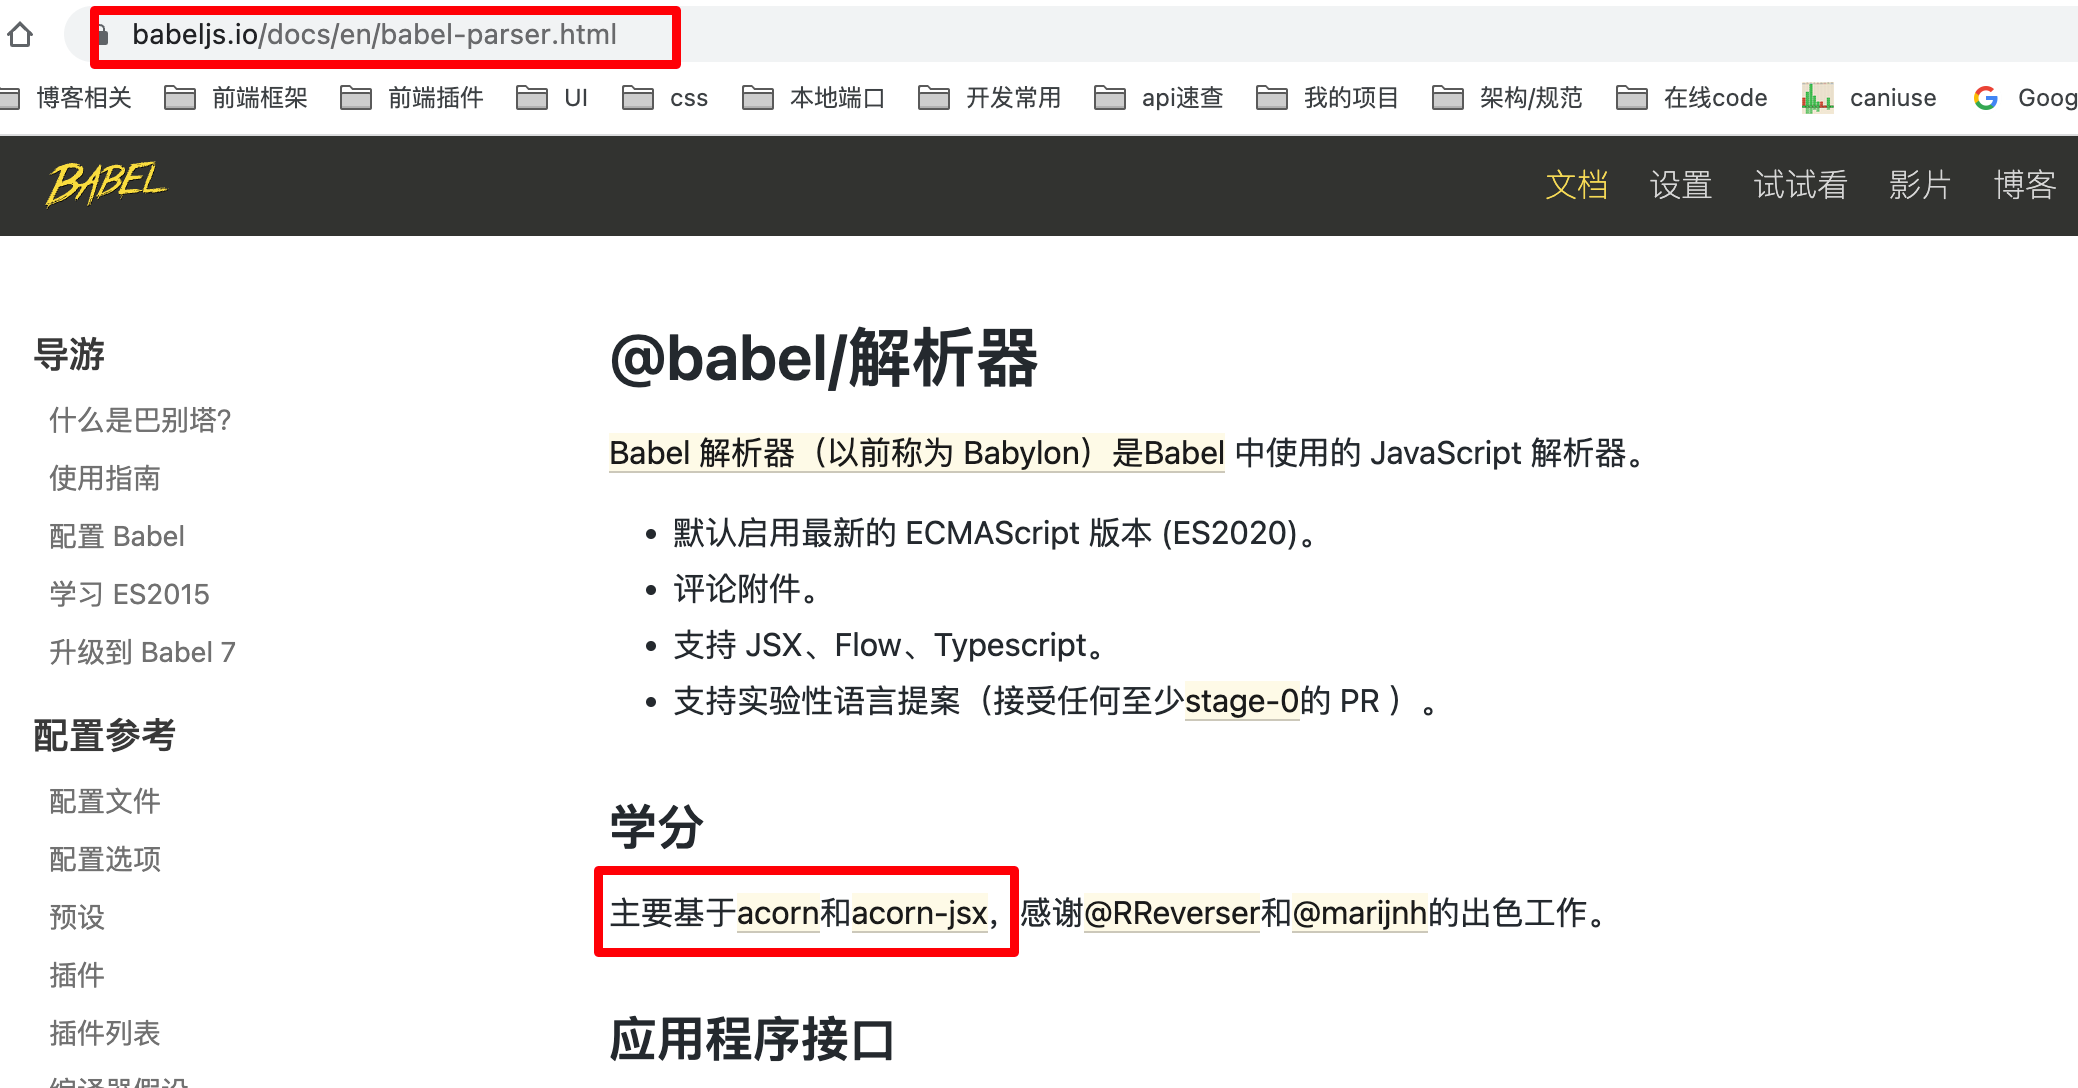 babeljs.io/docs/en/babel-parser.html
博客相关 前端框架 前端插件 UI css 本地端口 开发常用 api速查 我的项目 架构/规范 在线code caniuse Goog
BABEL 文档 设置 试试看 影片 博客
导游
什么是巴别塔?
使用指南
配置 Babel
学习 ES2015
升级到 Babel 7
配置参考
配置文件
配置选项
预设
插件
插件列表
编译器假设
@babel/解析器
Babel 解析器（以前称为 Babylon）是Babel 中使用的 JavaScript 解析器。
• 默认启用最新的 ECMAScript 版本 (ES2020)。
• 评论附件。
• 支持 JSX、Flow、Typescript。
• 支持实验性语言提案（接受任何至少stage-0的 PR ）。
学分
主要基于acorn和acorn-jsx，感谢@RReverser和@marijnh的出色工作。
应用程序接口